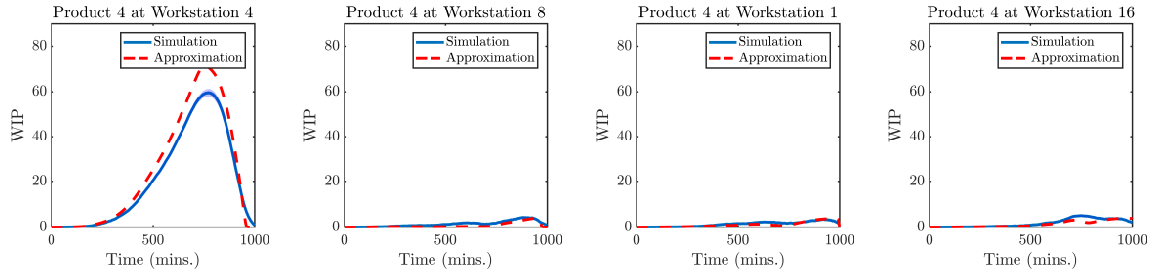 Product 4 at Workstation 4
Simulation
Approximation
WIP
80
60
40
20
0
0 500 1000
Time (mins.)
Product 4 at Workstation 8
Simulation
Approximation
WIP
80
60
40
20
0
0 500 1000
Time (mins.)
Product 4 at Workstation 1
Simulation
Approximation
WIP
80
60
40
20
0
0 500 1000
Time (mins.)
Product 4 at Workstation 16
Simulation
Approximation
WIP
80
60
40
20
0
0 500 1000
Time (mins.)